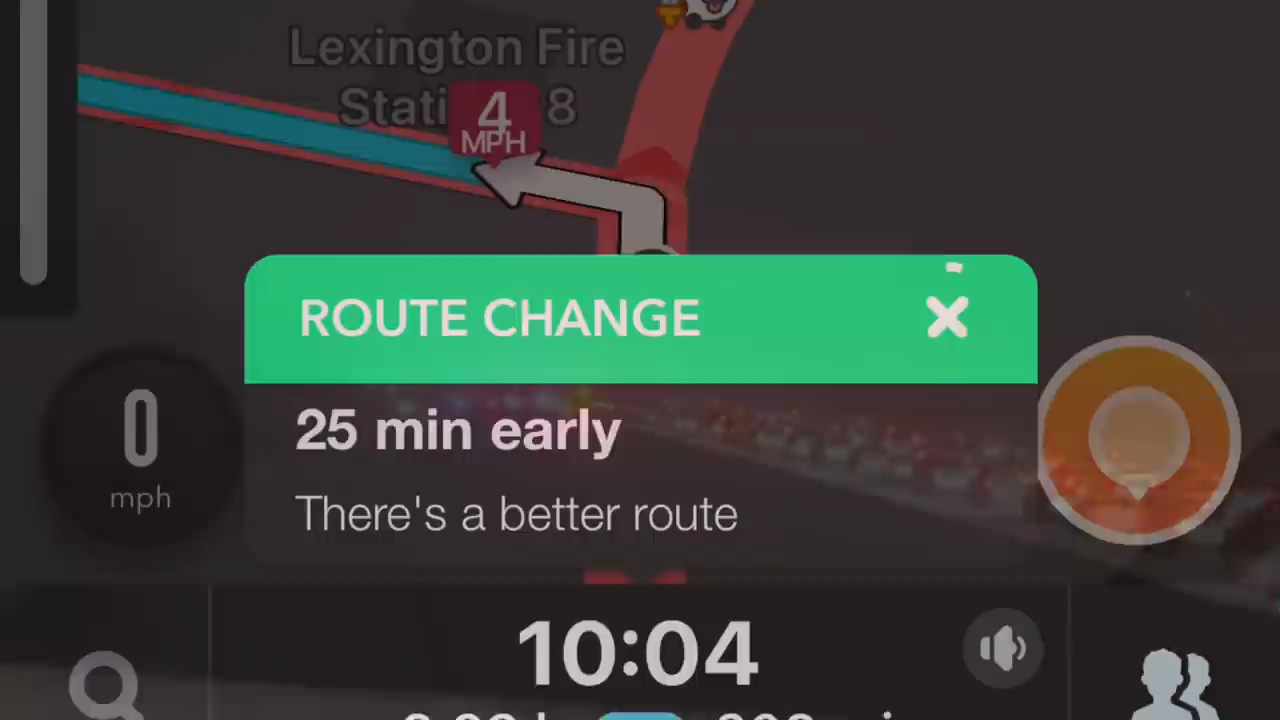 Lexington Fire
Stati 8
4
MPH
ROUTE CHANGE
25 min early
There's a better route
0
mph
10:04